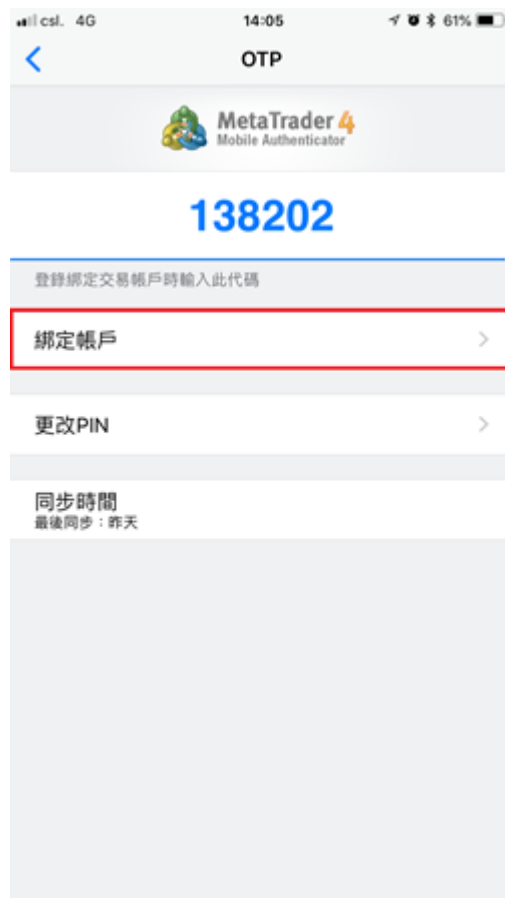 csl. 4G 14:05 61%
OTP
MetaTrader 4
Mobile Authenticator
138202
登錄綁定交易帳戶時輸入此代碼
綁定帳戶
更改PIN
同步時間
最後同步：昨天